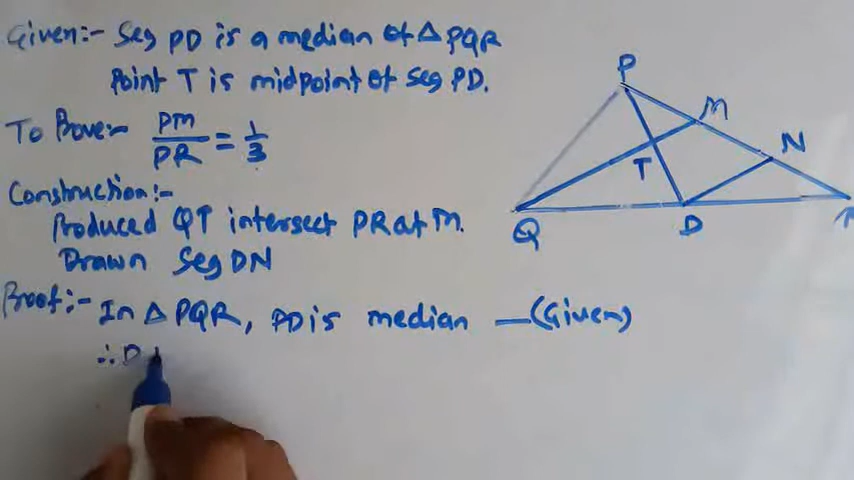 Given:- Seg PD is a median of △PQR
Point T is midpoint of seg PD.
To Prove:- PM/PR = 1/3
Construction:-
Produced QT intersect PR at M.
Drawn Seg DN
Proof:- In △ PQR, PD is median —(Given)
∴ D
P
M
N
T
Q
D
R